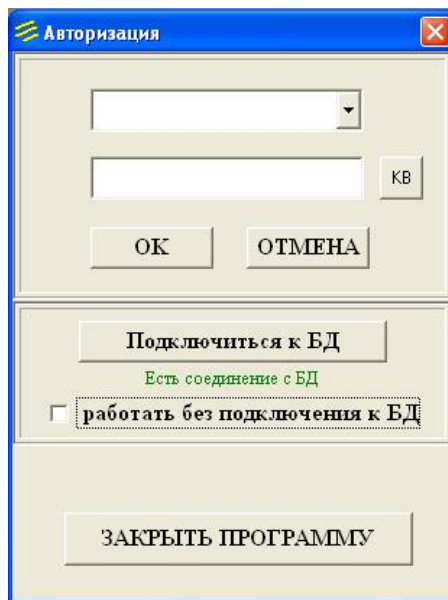 Авторизация
КВ
ОК
ОТМЕНА
Подключиться к БД
Есть соединение с БД
работать без подключения к БД
ЗАКРЫТЬ ПРОГРАММУ